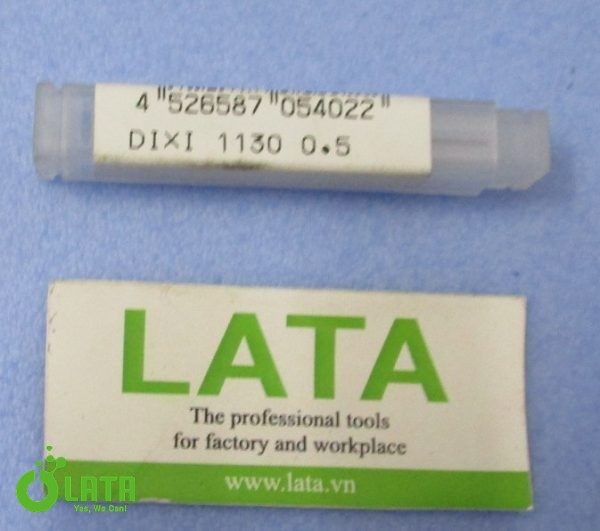 4 "526587 "054022"
DIXI 1130 0.5
LATA
The professional tools
for factory and workplace
www.lata.vn
LATA
Yes, We Can!